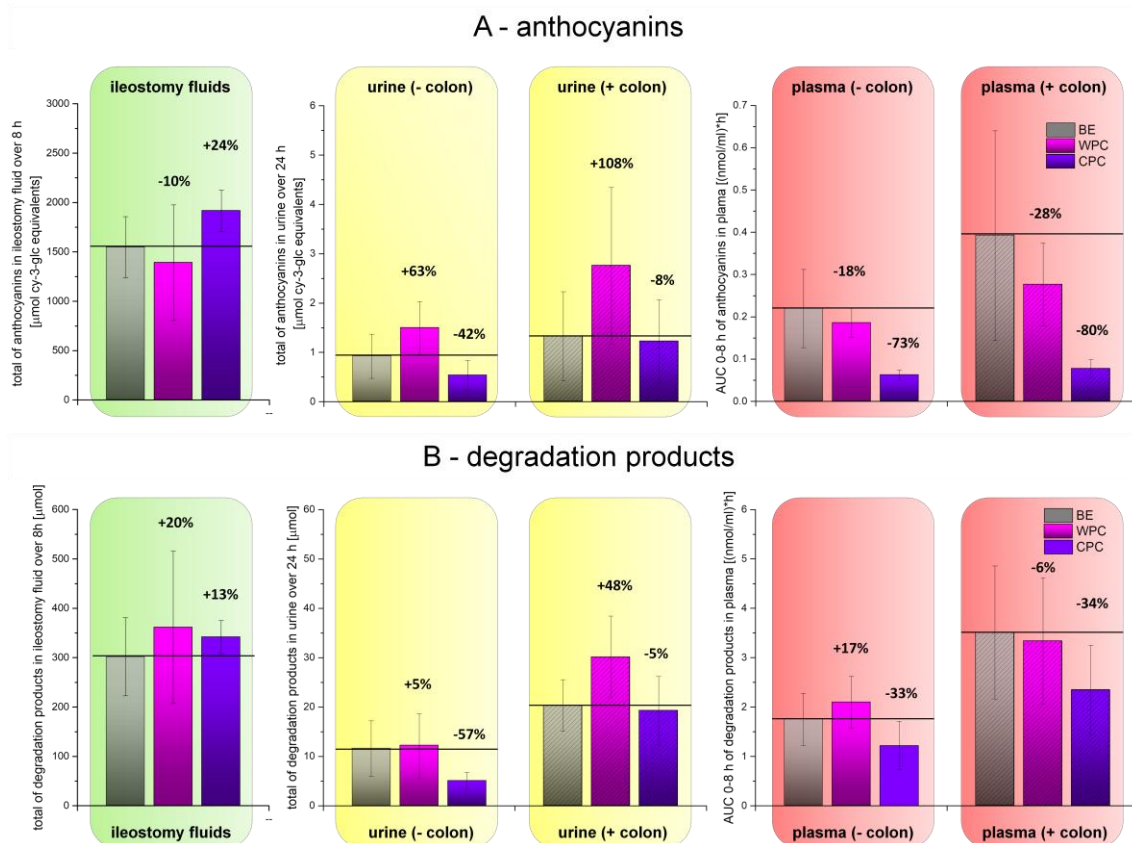 A - anthocyanins
total of anthocyanins in ileostomy fluid over 8 h
[µmol cy-3-glc equivalents]
3000
2500
2000
1500
1000
500
0
ileostomy fluids
-10%
+24%
--
total of anthocyanins in urine over 24 h
[µmol cy-3-glc equivalents]
6
5
4
3
2
1
0
urine (- colon)
+63%
-42%
urine (+ colon)
+108%
-8%
AUC 0-8 h of anthocyanins in plama [(nmol/ml)*h]
0.7
0.6
0.5
0.4
0.3
0.2
0.1
0.0
plasma (- colon)
-18%
-73%
plasma (+ colon)
BE
WPC
CPC
-28%
-80%
B - degradation products
total of degradation products in ileostomy fluid over 8h [µmol]
600
500
400
300
200
100
0
+20%
+13%
ileostomy fluids
--
total of degradation products in urine over 24 h [µmol]
60
50
40
30
20
10
0
+5%
-57%
urine (- colon)
+48%
-5%
urine (+ colon)
AUC 0-8 h of degradation products in plasma [(nmol/ml)*h]
6
5
4
3
2
1
0
+17%
-33%
plasma (- colon)
BE
WPC
CPC
-6%
-34%
plasma (+ colon)